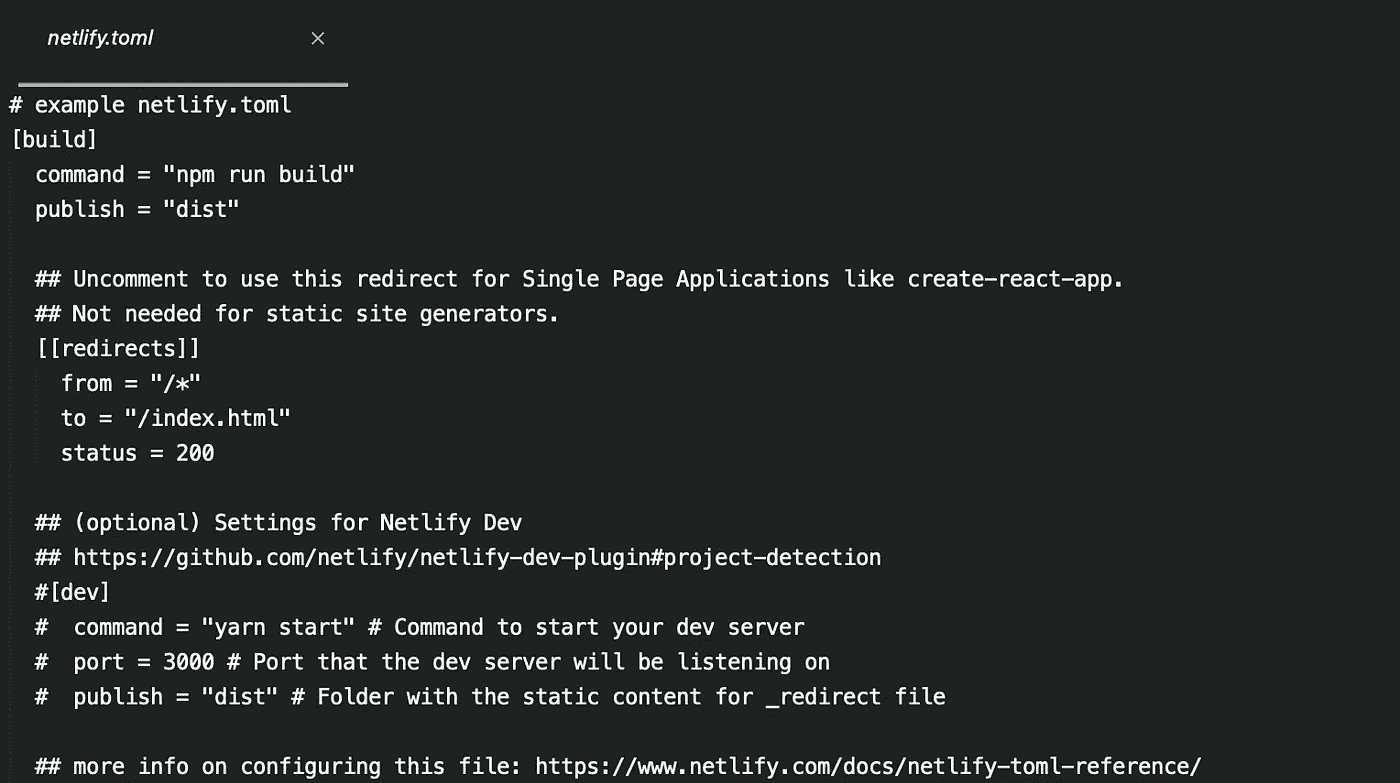 netlify.toml ×
# example netlify.toml
[build]
  command = "npm run build"
  publish = "dist"

  ## Uncomment to use this redirect for Single Page Applications like create-react-app.
  ## Not needed for static site generators.
  [[redirects]]
    from = "/*"
    to = "/index.html"
    status = 200

  ## (optional) Settings for Netlify Dev
  ## https://github.com/netlify/netlify-dev-plugin#project-detection
  #[dev]
  #  command = "yarn start" # Command to start your dev server
  #  port = 3000 # Port that the dev server will be listening on
  #  publish = "dist" # Folder with the static content for _redirect file

  ## more info on configuring this file: https://www.netlify.com/docs/netlify-toml-reference/